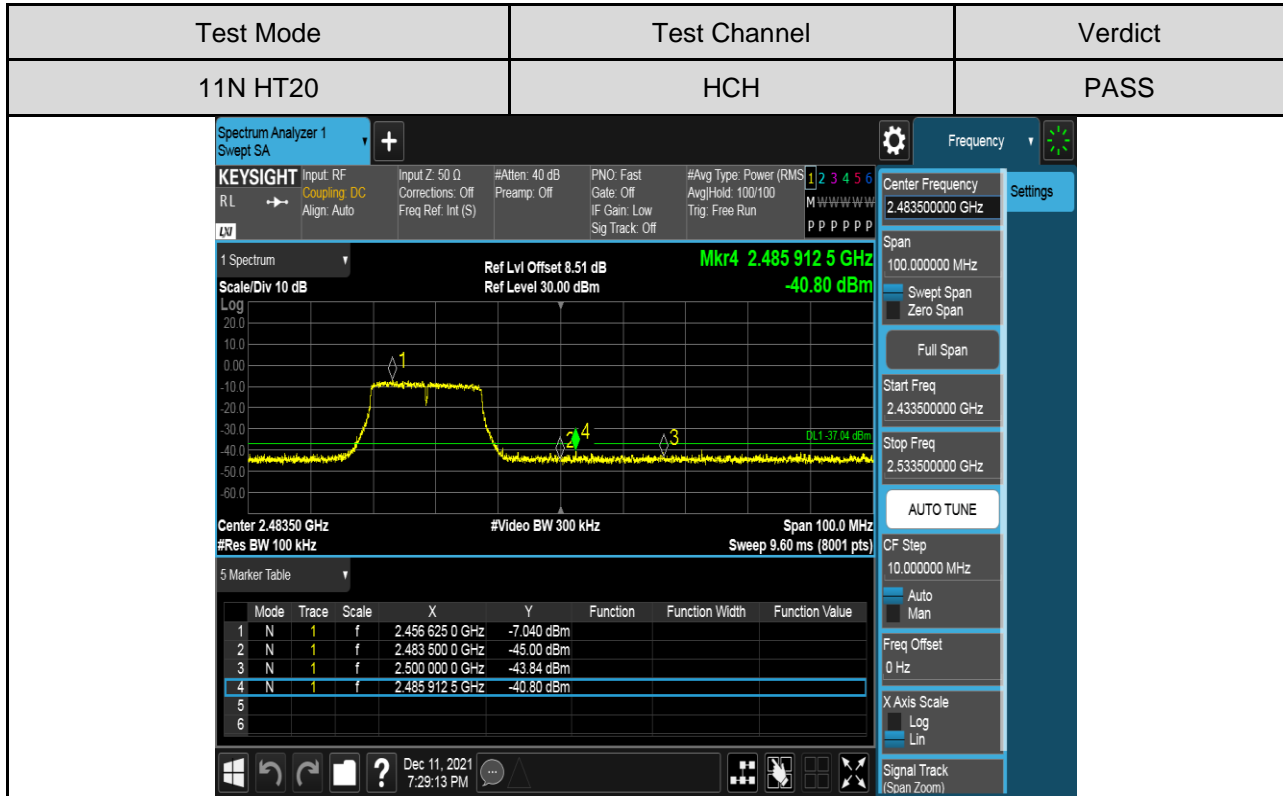 Test Mode Test Channel Verdict
11N HT20 HCH PASS
Spectrum Analyzer 1
Swept SA
+
Frequency
KEYSIGHT Input: RF Input Z: 50 Ω #Atten: 40 dB PNO: Fast #Avg Type: Power (RMS 1 2 3 4 5 6
RL Coupling: DC Corrections: Off Preamp: Off Gate: Off Avg|Hold: 100/100 M W W W W W
Align: Auto Freq Ref: Int (S) IF Gain: Low Trig: Free Run
LXI Sig Track: Off P P P P P P
1 Spectrum
Ref Lvl Offset 8.51 dB
Mkr4 2.485 912 5 GHz
Scale/Div 10 dB Ref Level 30.00 dBm -40.80 dBm
Log
20.0
10.0
0.00
-10.0
-20.0
-30.0
-40.0
-50.0
-60.0
1
2
4
3
DL1 -37.04 dBm
Center 2.48350 GHz #Video BW 300 kHz Span 100.0 MHz
#Res BW 100 kHz Sweep 9.60 ms (8001 pts)
5 Marker Table
Mode Trace Scale X Y Function Function Width Function Value
1 N 1 f 2.456 625 0 GHz -7.040 dBm
2 N 1 f 2.483 500 0 GHz -45.00 dBm
3 N 1 f 2.500 000 0 GHz -43.84 dBm
4 N 1 f 2.485 912 5 GHz -40.80 dBm
5
6
?
Dec 11, 2021
7:29:13 PM
Center Frequency
2.483500000 GHz
Settings
Span
100.000000 MHz
Swept Span
Zero Span
Full Span
Start Freq
2.433500000 GHz
Stop Freq
2.533500000 GHz
AUTO TUNE
CF Step
10.000000 MHz
Auto
Man
Freq Offset
0 Hz
X Axis Scale
Log
Lin
Signal Track
(Span Zoom)